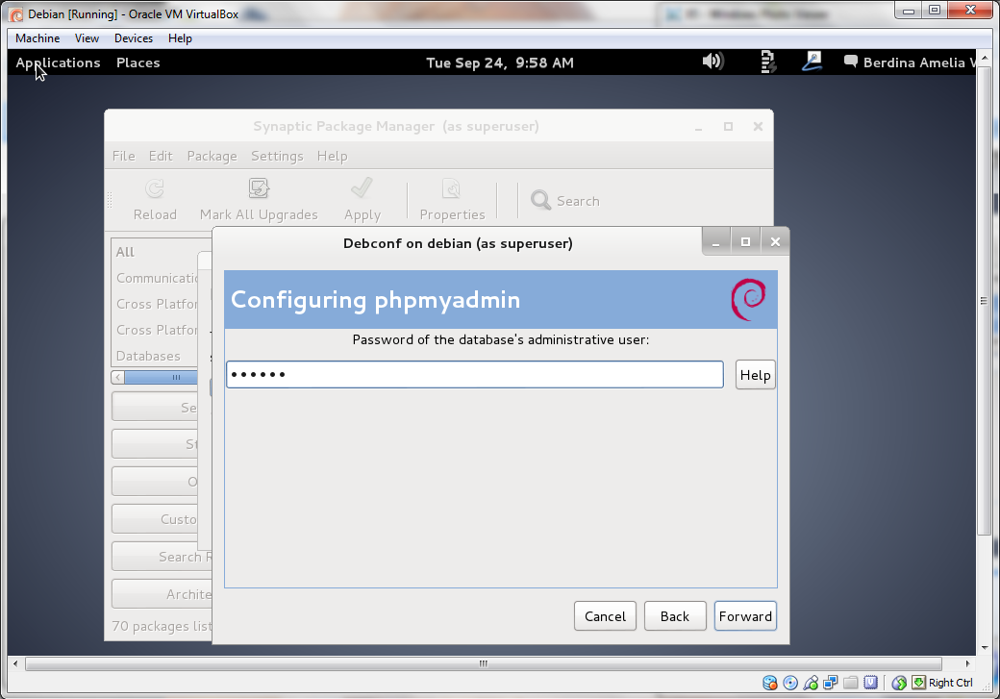 Debian [Running] - Oracle VM VirtualBox
Machine View Devices Help
Applications Places Tue Sep 24, 9:58 AM Berdina Amelia
Synaptic Package Manager (as superuser)
File Edit Package Settings Help
Reload Mark All Upgrades Apply Properties Search
Debconf on debian (as superuser)
All
Configuring phpmyadmin
Communicatio
Cross Platfor
Cross Platfor
Databases
Password of the database's administrative user:
Help
Se
St
O
Custo
Search R
Archite
70 packages list
Cancel Back Forward
Right Ctrl